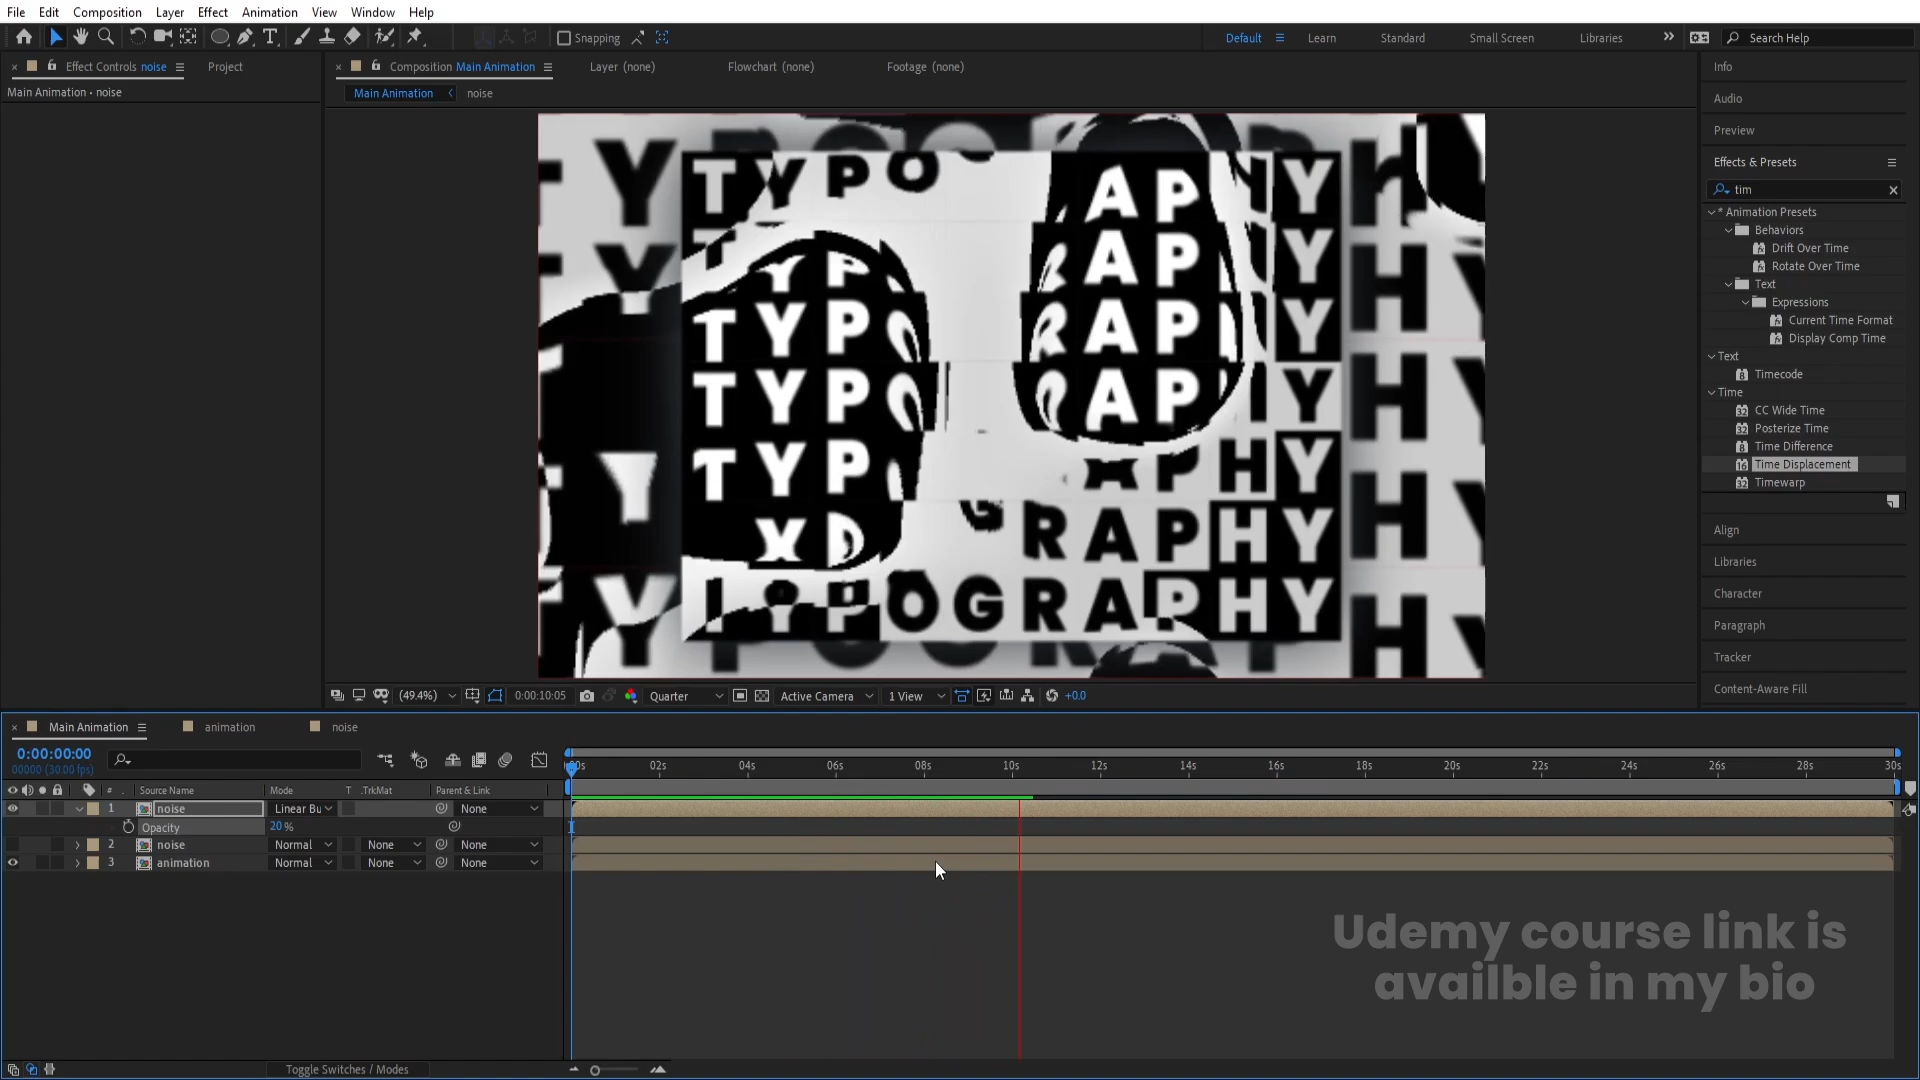 File Edit Composition Layer Effect Animation View Window Help
Snapping
Default Learn Standard Small Screen Libraries Search Help
Effect Controls noise Project
Main Animation • noise
Composition Main Animation Layer (none) Flowchart (none) Footage (none)
Main Animation noise
TYPO AP Y
AP Y
TYPO RAP Y
TYPO AP Y
TYP PHY
GRAPHY
YPOGRAPHY
(49.4%) 0:00:10:05 Quarter Active Camera 1 View +0.0
Info
Audio
Preview
Effects & Presets
tim
* Animation Presets
Behaviors
Drift Over Time
Rotate Over Time
Text
Expressions
Current Time Format
Display Comp Time
Text
Timecode
Time
CC Wide Time
Posterize Time
Time Difference
Time Displacement
Timewarp
Align
Libraries
Character
Paragraph
Tracker
Content-Aware Fill
Main Animation animation noise
0:00:00:00
00000 (30.00 fps)
02s 04s 06s 08s 10s 12s 14s 16s 18s 20s 22s 24s 26s 28s 30s
# Source Name Mode T .TrkMat Parent & Link
1 noise Linear Bu None
Opacity 20 %
2 noise Normal None None
3 animation Normal None None
Udemy course link is
availble in my bio
Toggle Switches / Modes